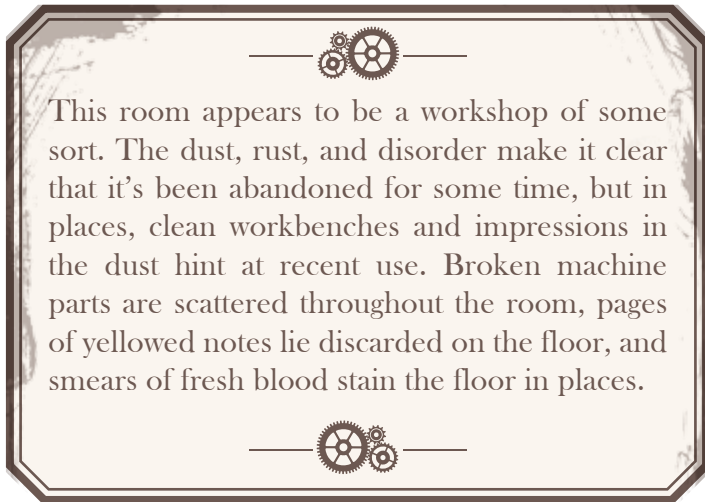 This room appears to be a workshop of some
sort. The dust, rust, and disorder make it clear
that it’s been abandoned for some time, but in
places, clean workbenches and impressions in
the dust hint at recent use. Broken machine
parts are scattered throughout the room, pages
of yellowed notes lie discarded on the floor, and
smears of fresh blood stain the floor in places.